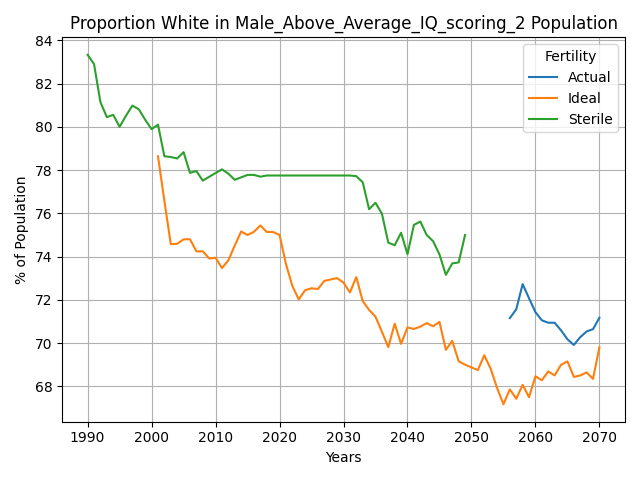 Proportion White in Male_Above_Average_IQ_scoring_2 Population
% of Population
84
82
80
78
76
74
72
70
68
Fertility
Actual
Ideal
Sterile
1990 2000 2010 2020 2030 2040 2050 2060 2070
Years